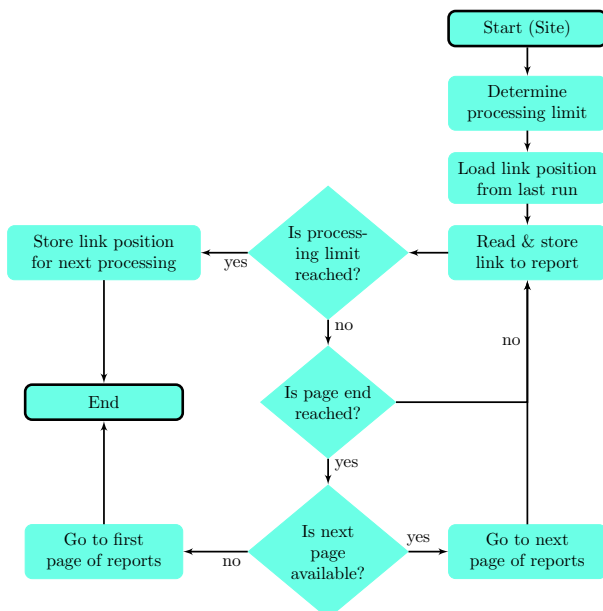 Start (Site)
Determine
processing limit
Load link position
from last run
Read & store
link to report
Is process-
ing limit
reached?
yes
Store link position
for next processing
no
Is page end
reached?
no
End
yes
Is next
page
available?
yes
Go to next
page of reports
no
Go to first
page of reports